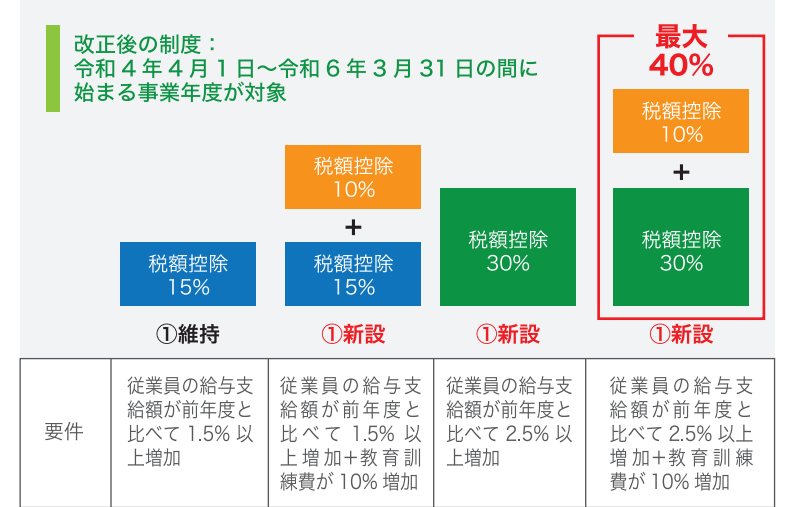 改正後の制度：
令和4年4月1日〜令和6年3月31日の間に
始まる事業年度が対象
最大
40%
税額控除
10%
+
税額控除
30%
税額控除
10%
+
税額控除
15%
税額控除
15%
税額控除
30%
①維持
①新設
①新設
①新設
要件
従業員の給与支
給額が前年度と
比べて1.5%以
上増加
従業員の給与支
給額が前年度と
比べて1.5%以
上増加+教育訓
練費が10%増加
従業員の給与支
給額が前年度と
比べて2.5%以
上増加
従業員の給与支
給額が前年度と
比べて2.5%以上
増加+教育訓練
費が10%増加